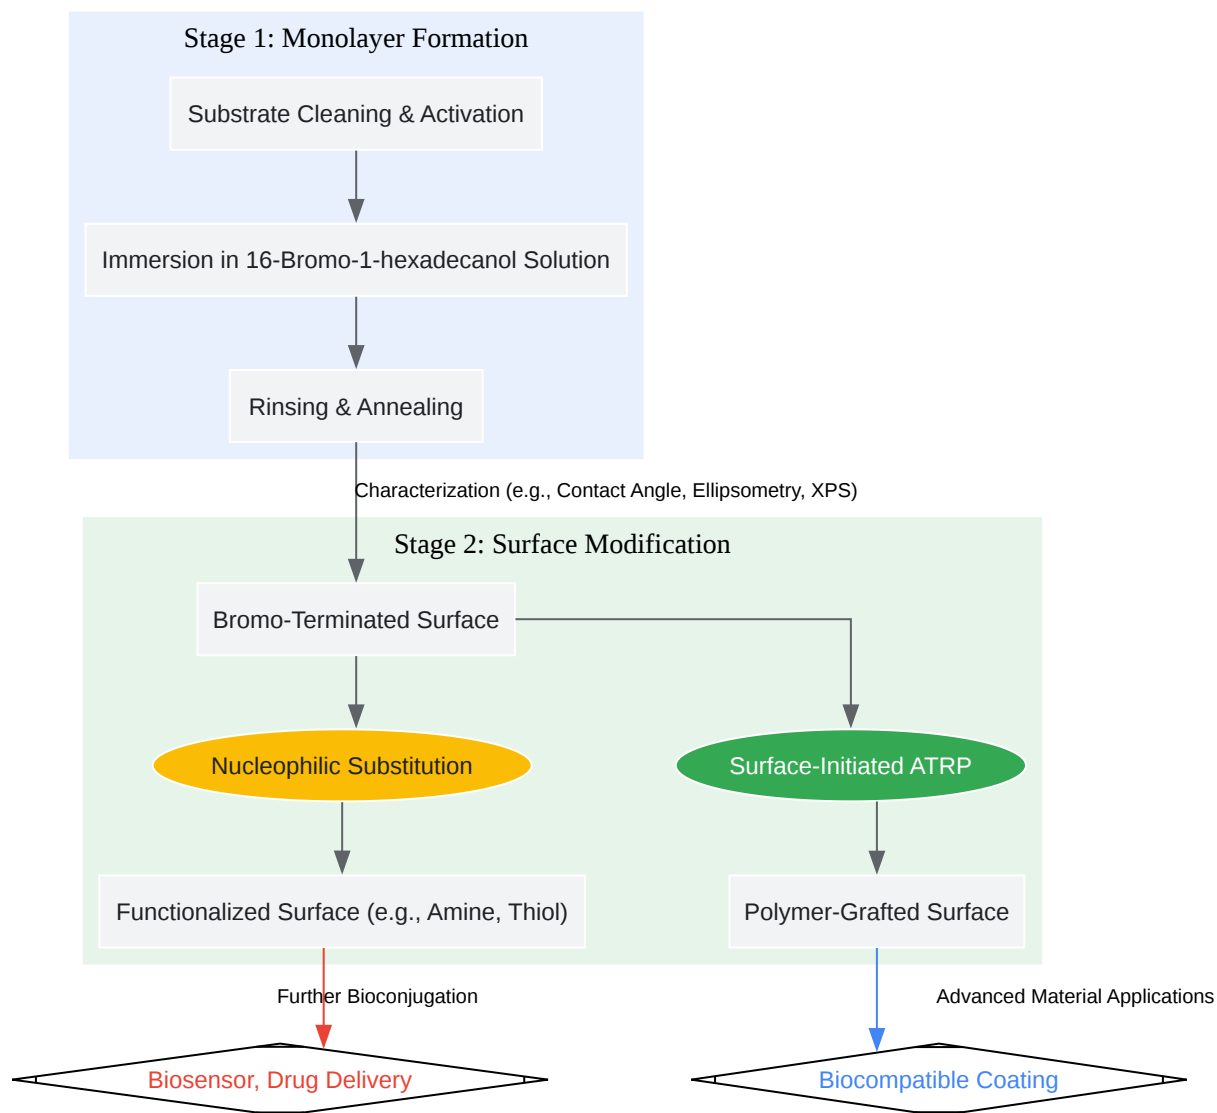 Stage 1: Monolayer Formation
Substrate Cleaning & Activation
Immersion in 16-Bromo-1-hexadecanol Solution
Rinsing & Annealing
Characterization (e.g., Contact Angle, Ellipsometry, XPS)
Stage 2: Surface Modification
Bromo-Terminated Surface
Nucleophilic Substitution
Surface-Initiated ATRP
Functionalized Surface (e.g., Amine, Thiol)
Polymer-Grafted Surface
Further Bioconjugation
Advanced Material Applications
Biosensor, Drug Delivery
Biocompatible Coating